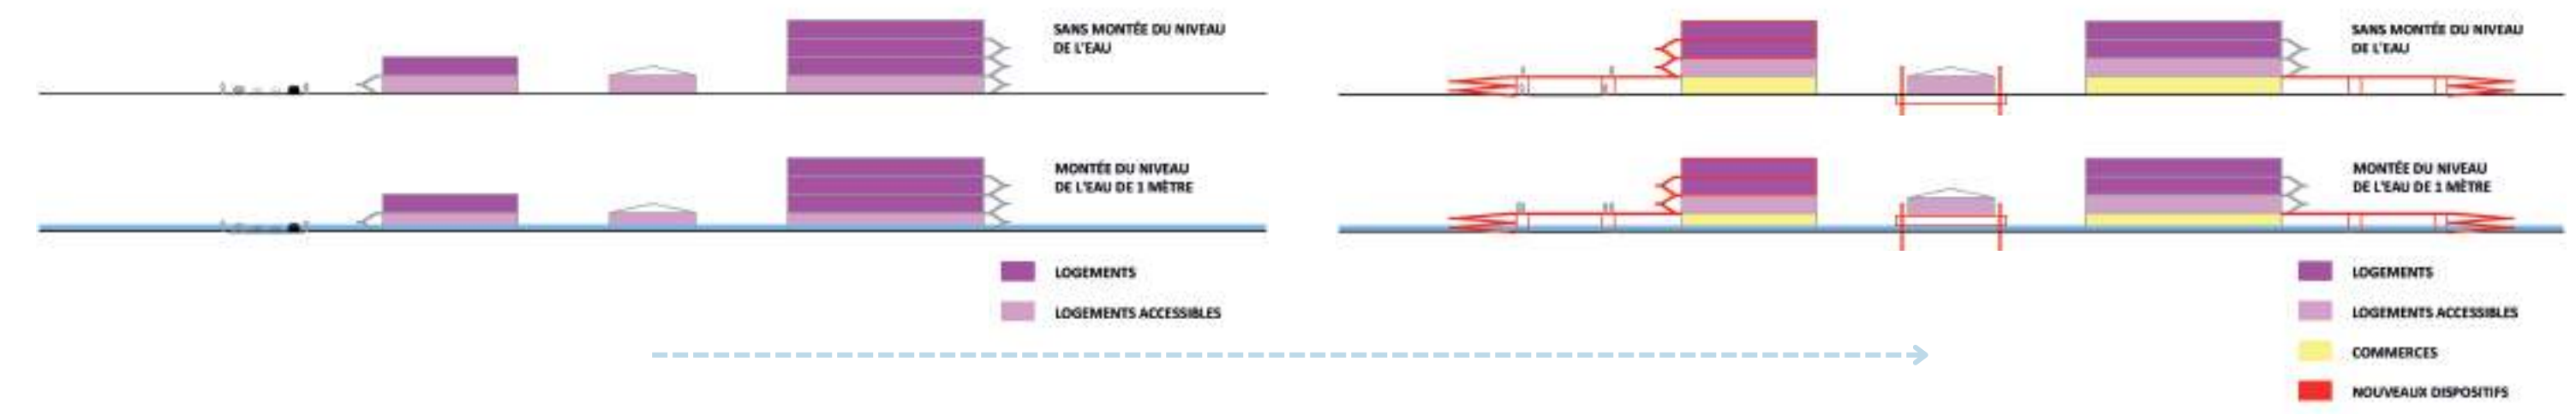 SANS MONTÉE DU NIVEAU
DE L'EAU
MONTÉE DU NIVEAU
DE L'EAU DE 1 MÈTRE
LOGEMENTS
LOGEMENTS ACCESSIBLES
SANS MONTÉE DU NIVEAU
DE L'EAU
MONTÉE DU NIVEAU
DE L'EAU DE 1 MÈTRE
LOGEMENTS
LOGEMENTS ACCESSIBLES
COMMERCES
NOUVEAUX DISPOSITIFS